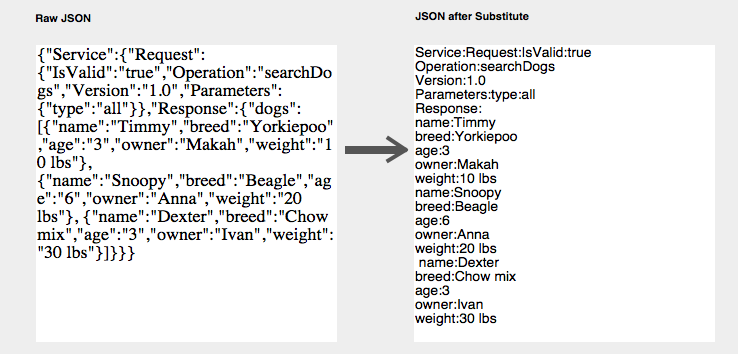 Raw JSON
{"Service":{"Request":
{"IsValid":"true","Operation":"searchDo
gs","Version":"1.0","Parameters":
{"type":"all"}},"Response":{"dogs":
[{"name":"Timmy","breed":"Yorkiepoo"
,"age":"3","owner":"Makah","weight":"1
0 lbs"},
{"name":"Snoopy","breed":"Beagle","ag
e":"6","owner":"Anna","weight":"20
lbs"}, {"name":"Dexter","breed":"Chow
mix","age":"3","owner":"Ivan","weight":
"30 lbs"}]}}}
JSON after Substitute
Service:Request:IsValid:true
Operation:searchDogs
Version:1.0
Parameters:type:all
Response:
name:Timmy
breed:Yorkiepoo
age:3
owner:Makah
weight:10 lbs
name:Snoopy
breed:Beagle
age:6
owner:Anna
weight:20 lbs
name:Dexter
breed:Chow mix
age:3
owner:Ivan
weight:30 lbs